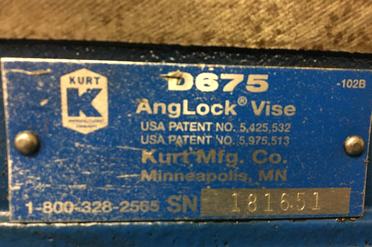 KURT
K
D675
-102B
AngLock® Vise
USA PATENT NO. 5,425,532
USA PATENT NO. 5,975,513
Kurt Mfg. Co.
Minneapolis, MN
1-800-328-2565 SN 181651